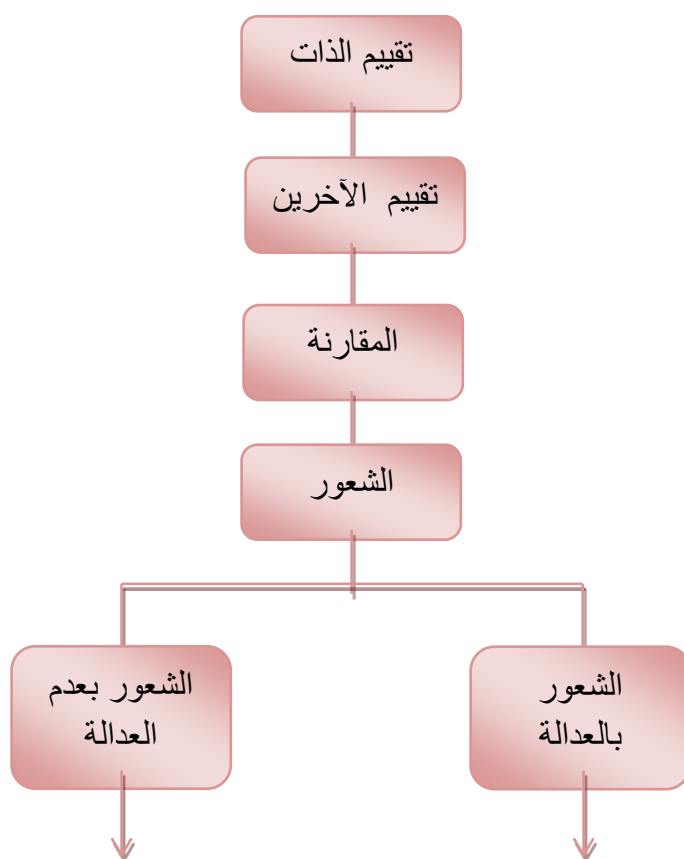 تقييم الذات
تقييم الآخرين
المقارنة
الشعور
الشعور
بالعدالة
الشعور بعدم
العدالة